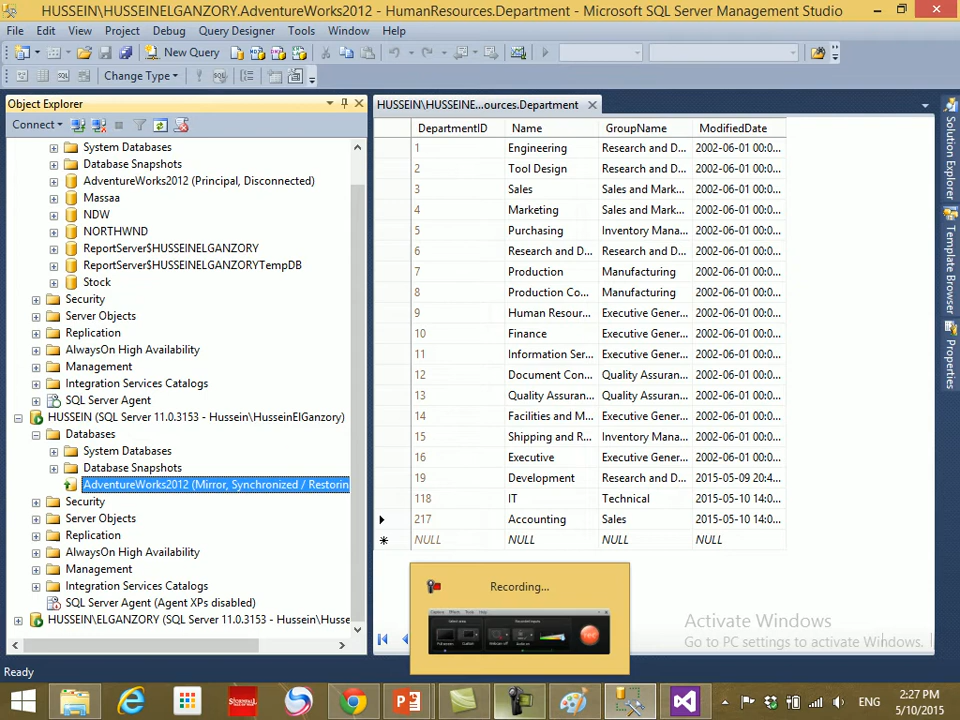 HUSSEIN\HUSSEINELGANZORY.AdventureWorks2012 - HumanResources.Department - Microsoft SQL Server Management Studio
File Edit View Project Debug Query Designer Tools Window Help
New Query
Change Type
Object Explorer
Connect
System Databases
Database Snapshots
AdventureWorks2012 (Principal, Disconnected)
Massaa
NDW
NORTHWND
ReportServer$HUSSEINELGANZORY
ReportServer$HUSSEINELGANZORYTempDB
Stock
Security
Server Objects
Replication
AlwaysOn High Availability
Management
Integration Services Catalogs
SQL Server Agent
HUSSEIN (SQL Server 11.0.3153 - Hussein\HusseinElGanzory)
Databases
System Databases
Database Snapshots
AdventureWorks2012 (Mirror, Synchronized / Restorin
Security
Server Objects
Replication
AlwaysOn High Availability
Management
Integration Services Catalogs
SQL Server Agent (Agent XPs disabled)
HUSSEIN\ELGANZORY (SQL Server 11.0.3153 - Husse
HUSSEIN\HUSSEINE...ources.Department
DepartmentID Name GroupName ModifiedDate
1 Engineering Research and D... 2002-06-01 00:0...
2 Tool Design Research and D... 2002-06-01 00:0...
3 Sales Sales and Mark... 2002-06-01 00:0...
4 Marketing Sales and Mark... 2002-06-01 00:0...
5 Purchasing Inventory Mana... 2002-06-01 00:0...
6 Research and D... Research and D... 2002-06-01 00:0...
7 Production Manufacturing 2002-06-01 00:0...
8 Production Co... Manufacturing 2002-06-01 00:0...
9 Human Resour... Executive Gener... 2002-06-01 00:0...
10 Finance Executive Gener... 2002-06-01 00:0...
11 Information Ser... Executive Gener... 2002-06-01 00:0...
12 Document Con... Quality Assuran... 2002-06-01 00:0...
13 Quality Assuran... Quality Assuran... 2002-06-01 00:0...
14 Facilities and M... Executive Gener... 2002-06-01 00:0...
15 Shipping and R... Inventory Mana... 2002-06-01 00:0...
16 Executive Executive Gener... 2002-06-01 00:0...
19 Development Research and D... 2015-05-09 20:4...
118 IT Technical 2015-05-10 14:0...
217 Accounting Sales 2015-05-10 14:0...
NULL NULL NULL NULL
Recording...
Activate Windows
Go to PC settings to activate Windows.
Solution Explorer
Template Browser
Properties
Ready
ENG
2:27 PM
5/10/2015